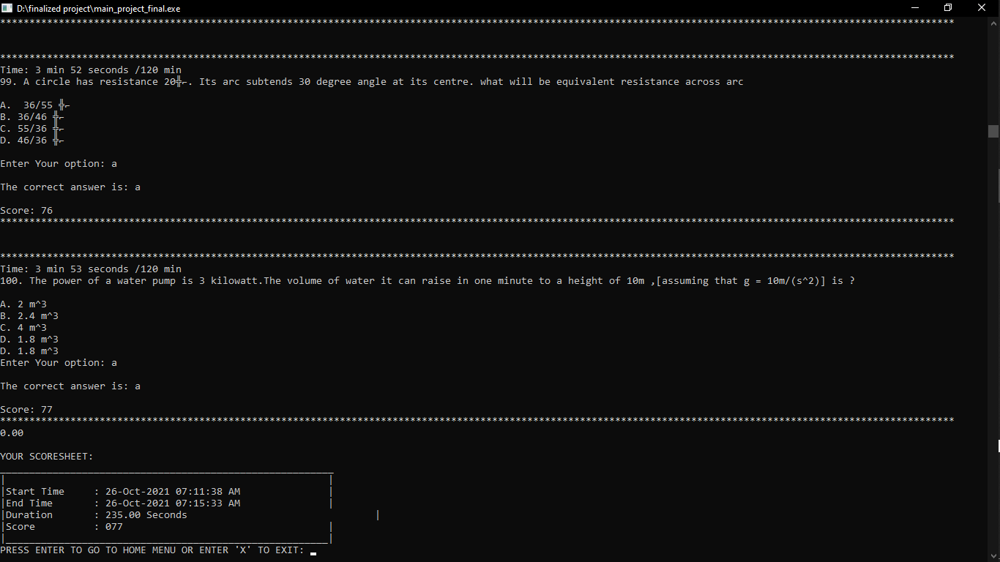 D:\finalized project\main_project_final.exe
*******************************************************************************************************************************************************************
*******************************************************************************************************************************************************************
Time: 3 min 52 seconds /120 min
99. A circle has resistance 20╬⌐. Its arc subtends 30 degree angle at its centre. what will be equivalent resistance across arc
A.  36/55 ╬⌐
B. 36/46 ╬⌐
C. 55/36 ╬⌐
D. 46/36 ╬⌐
Enter Your option: a
The correct answer is: a
Score: 76
*******************************************************************************************************************************************************************
*******************************************************************************************************************************************************************
Time: 3 min 53 seconds /120 min
100. The power of a water pump is 3 kilowatt.The volume of water it can raise in one minute to a height of 10m ,[assuming that g = 10m/(s^2)] is ?
A. 2 m^3
B. 2.4 m^3
C. 4 m^3
D. 1.8 m^3
D. 1.8 m^3
Enter Your option: a
The correct answer is: a
Score: 77
*******************************************************************************************************************************************************************
0.00
YOUR SCORESHEET:
|Start Time     : 26-Oct-2021 07:11:38 AM               |
|End Time       : 26-Oct-2021 07:15:33 AM               |
|Duration       : 235.00 Seconds                                |
|Score          : 077                                   |
PRESS ENTER TO GO TO HOME MENU OR ENTER 'X' TO EXIT: